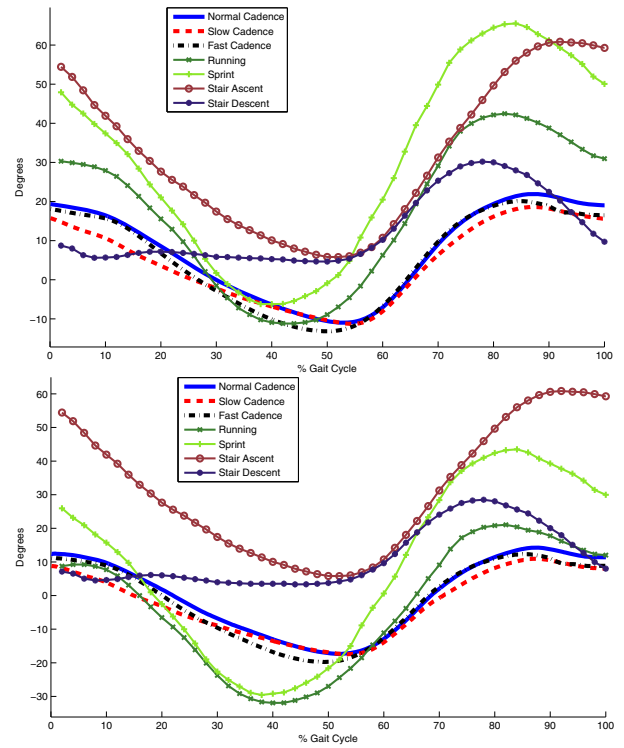 Normal Cadence
Slow Cadence
Fast Cadence
Running
Sprint
Stair Ascent
Stair Descent
60
50
40
30
20
10
0
−10
Degrees
0 10 20 30 40 50 60 70 80 90 100
% Gait Cycle
Normal Cadence
Slow Cadence
Fast Cadence
Running
Sprint
Stair Ascent
Stair Descent
60
50
40
30
20
10
0
−10
−20
−30
Degrees
0 10 20 30 40 50 60 70 80 90 100
% Gait Cycle